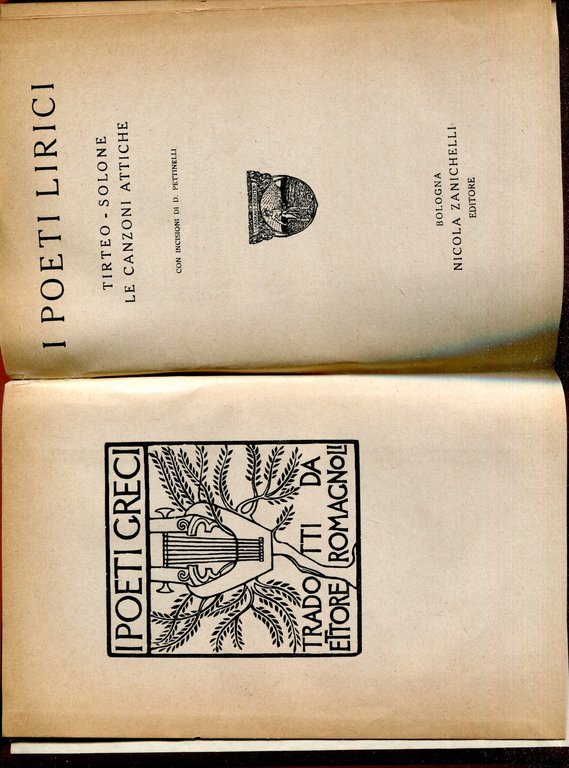 I POETI GRECI
TRADOTTI DA
ETTORE ROMAGNOLI
I POETI LIRICI
TIRTEO - SOLONE
LE CANZONI ATTICHE
CON INCISIONI DI D. PETTINELLI
BOLOGNA
NICOLA ZANICHELLI
EDITORE